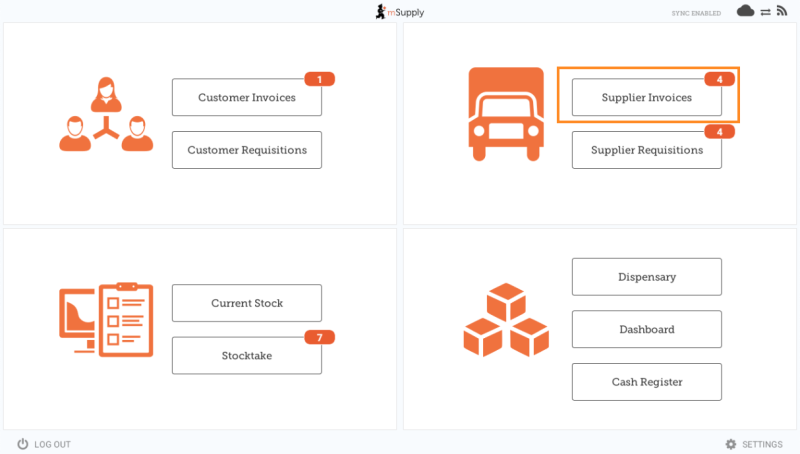 mSupply
SYNC ENABLED
1
Customer Invoices
Customer Requisitions
4
Supplier Invoices
4
Supplier Requisitions
Current Stock
7
Stocktake
Dispensary
Dashboard
Cash Register
LOG OUT
SETTINGS